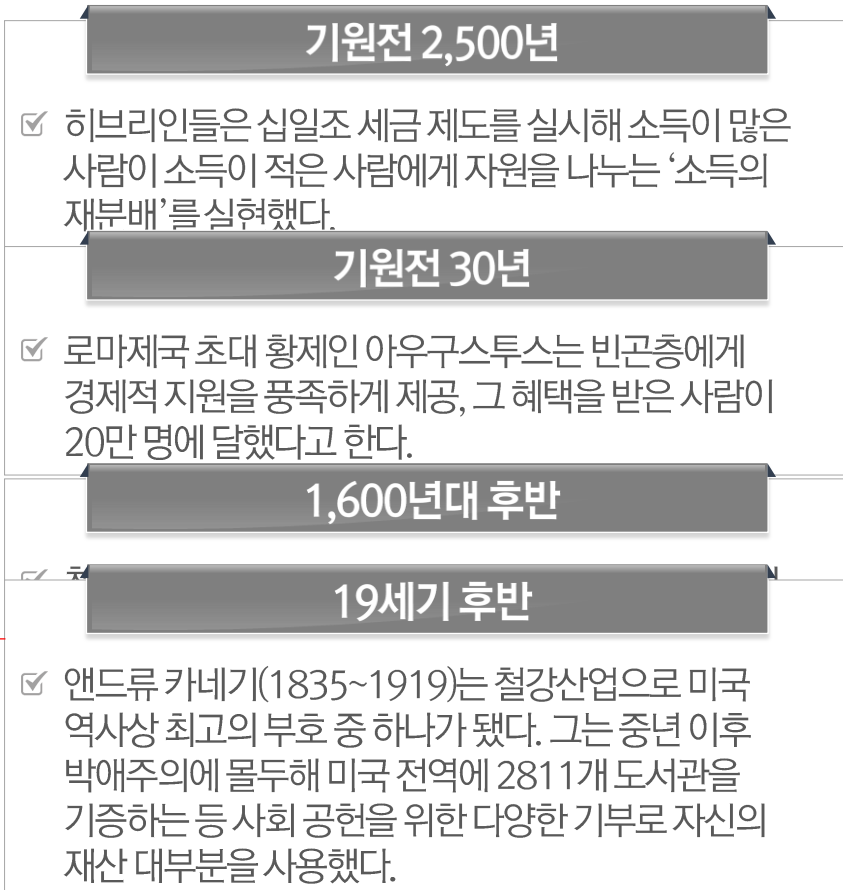 기원전 2,500년
히브리인들은 십일조 세금 제도를 실시해 소득이 많은
사람이 소득이 적은 사람에게 자원을 나누는 ‘소득의
재분배’를 실현했다.
기원전 30년
로마제국 초대 황제인 아우구스투스는 빈곤층에게
경제적 지원을 풍족하게 제공, 그 혜택을 받은 사람이
20만 명에 달했다고 한다.
1,600년대 후반
19세기 후반
앤드류 카네기(1835~1919)는 철강산업으로 미국
역사상 최고의 부호 중 하나가 됐다. 그는 중년 이후
박애주의에 몰두해 미국 전역에 2811개 도서관을
기증하는 등 사회 공헌을 위한 다양한 기부로 자신의
재산 대부분을 사용했다.